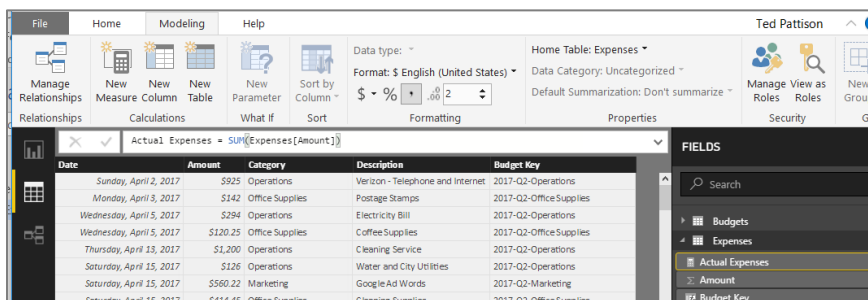 File Home Modeling Help Ted Pattison
Manage Relationships
New Measure
New Column
New Table
New Parameter
Sort by Column
Data type:
Format: $ English (United States)
$ % , .00 2
Home Table: Expenses
Data Category: Uncategorized
Default Summarization: Don't summarize
Manage Roles
View as Roles
New
Relationships Calculations What If Sort Formatting Properties Security
Actual Expenses = SUM(Expenses[Amount])
FIELDS
Date Amount Category Description Budget Key
Search
Sunday, April 2, 2017 $925 Operations Verizon - Telephone and Internet 2017-Q2-Operations
Monday, April 3, 2017 $142 Office Supplies Postage Stamps 2017-Q2-Office Supplies
Wednesday, April 5, 2017 $294 Operations Electricity Bill 2017-Q2-Operations
Wednesday, April 5, 2017 $120.25 Office Supplies Coffee Supplies 2017-Q2-Office Supplies
Thursday, April 13, 2017 $1,200 Operations Cleaning Service 2017-Q2-Operations
Saturday, April 15, 2017 $126 Operations Water and City Utilities 2017-Q2-Operations
Saturday, April 15, 2017 $560.22 Marketing Google Ad Words 2017-Q2-Marketing
Budgets
Expenses
Actual Expenses
Amount
Budget Key